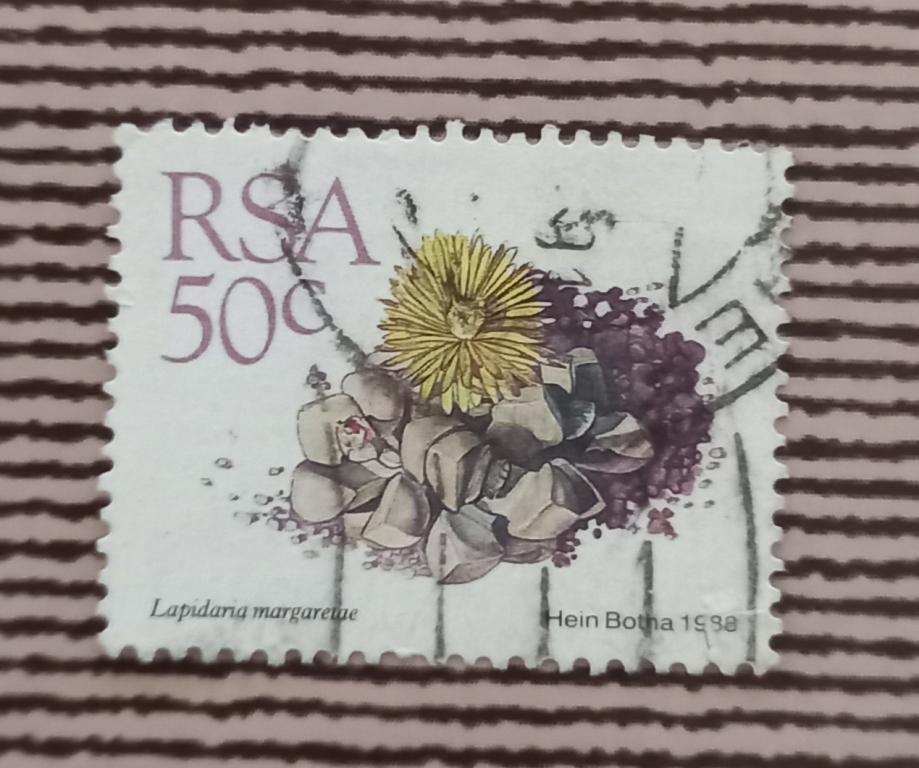 RSA
50c
Lapidaria margaretae
Hein Botha 1988